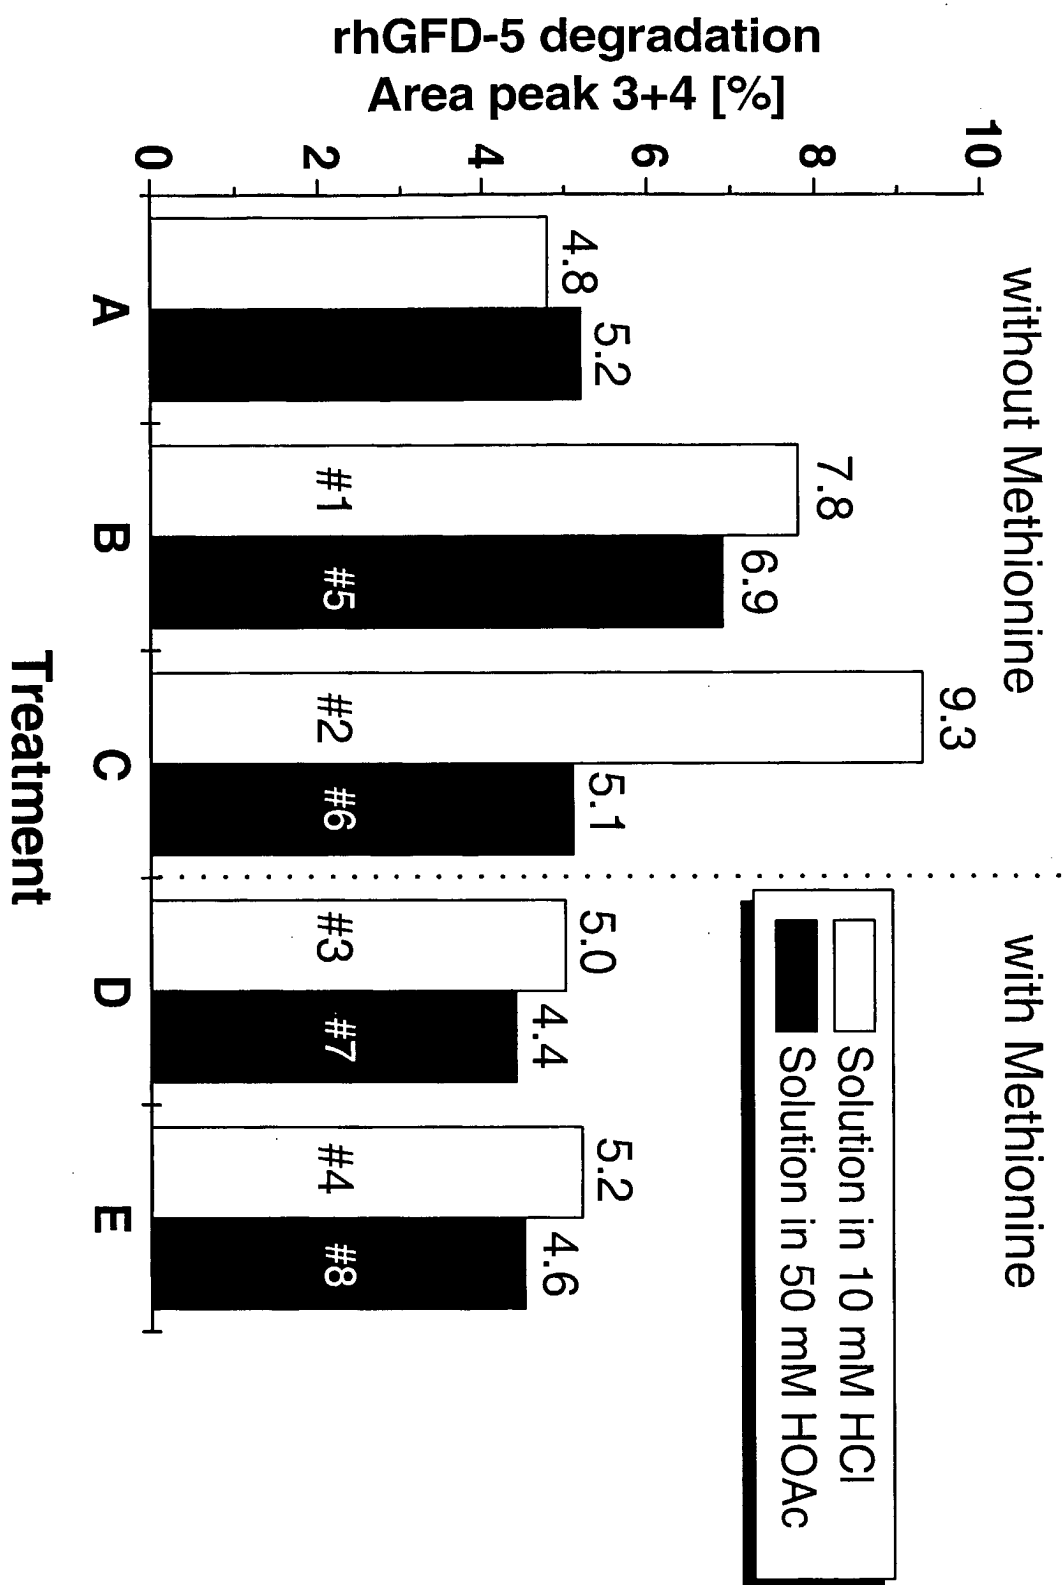 without Methionine
with Methionine
Solution in 10 mM HCl
Solution in 50 mM HOAc
rhGFD-5 degradation
Area peak 3+4 [%]
10
8
6
4
2
0
4.8
5.2
7.8
6.9
9.3
5.1
5.0
4.4
5.2
4.6
#1
#5
#2
#6
#3
#7
#4
#8
A
B
C
D
E
Treatment